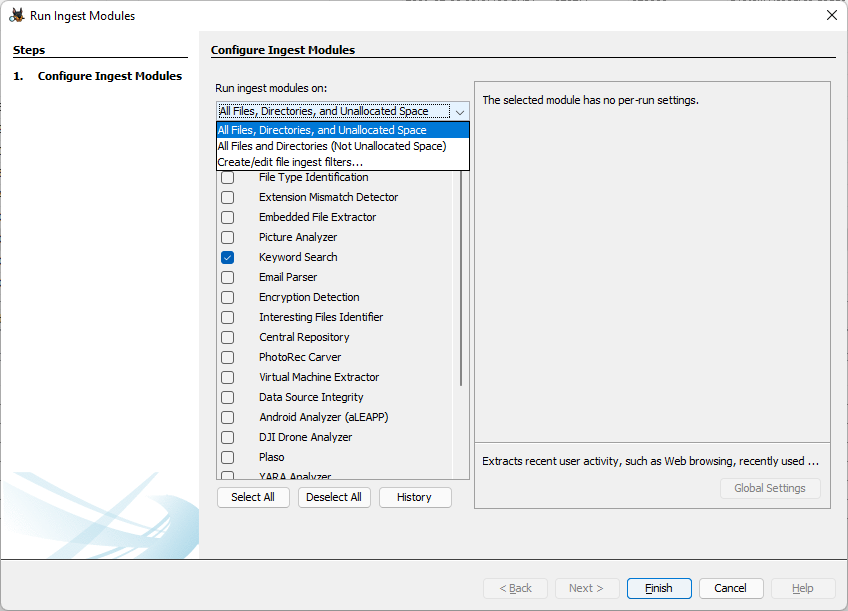 Run Ingest Modules
Steps
1. Configure Ingest Modules
Configure Ingest Modules
Run ingest modules on:
All Files, Directories, and Unallocated Space
All Files, Directories, and Unallocated Space
All Files and Directories (Not Unallocated Space)
Create/edit file ingest filters...
File Type Identification
Extension Mismatch Detector
Embedded File Extractor
Picture Analyzer
Keyword Search
Email Parser
Encryption Detection
Interesting Files Identifier
Central Repository
PhotoRec Carver
Virtual Machine Extractor
Data Source Integrity
Android Analyzer (aLEAPP)
DJI Drone Analyzer
Plaso
YARA Analyzer
Select All
Deselect All
History
The selected module has no per-run settings.
Extracts recent user activity, such as Web browsing, recently used ...
Global Settings
< Back
Next >
Finish
Cancel
Help